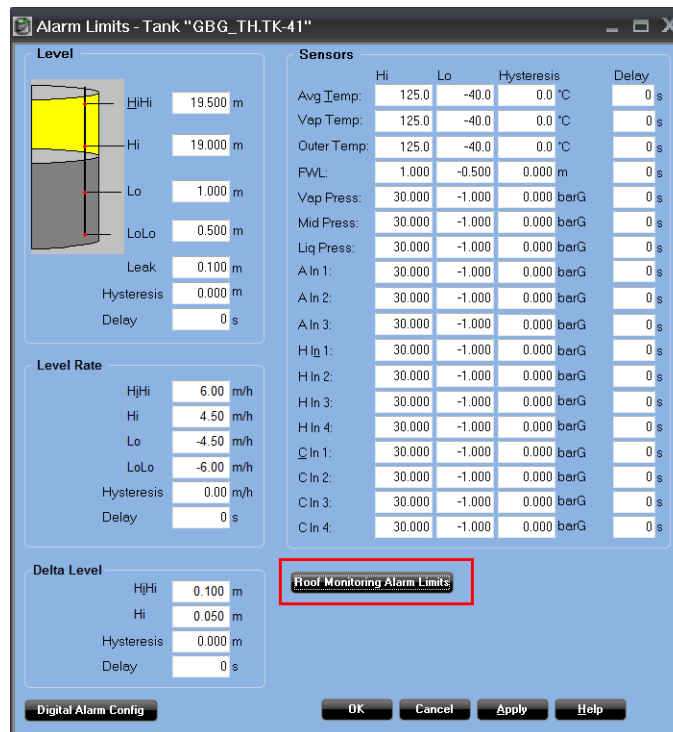 Alarm Limits - Tank "GBG_TH.TK-41"
Level
HiHi 19.500 m
Hi 19.000 m
Lo 1.000 m
LoLo 0.500 m
Leak 0.100 m
Hysteresis 0.000 m
Delay 0 s
Level Rate
HiHi 6.00 m/h
Hi 4.50 m/h
Lo -4.50 m/h
LoLo -6.00 m/h
Hysteresis 0.00 m/h
Delay 0 s
Delta Level
HiHi 0.100 m
Hi 0.050 m
Hysteresis 0.000 m
Delay 0 s
Sensors
Hi Lo Hysteresis Delay
Avg Temp: 125.0 -40.0 0.0 °C 0 s
Vap Temp: 125.0 -40.0 0.0 °C 0 s
Outer Temp: 125.0 -40.0 0.0 °C 0 s
FWL: 1.000 -0.500 0.000 m 0 s
Vap Press: 30.000 -1.000 0.000 barG 0 s
Mid Press: 30.000 -1.000 0.000 barG 0 s
Liq Press: 30.000 -1.000 0.000 barG 0 s
A In 1: 30.000 -1.000 0.000 barG 0 s
A In 2: 30.000 -1.000 0.000 barG 0 s
A In 3: 30.000 -1.000 0.000 barG 0 s
H In 1: 30.000 -1.000 0.000 barG 0 s
H In 2: 30.000 -1.000 0.000 barG 0 s
H In 3: 30.000 -1.000 0.000 barG 0 s
H In 4: 30.000 -1.000 0.000 barG 0 s
C In 1: 30.000 -1.000 0.000 barG 0 s
C In 2: 30.000 -1.000 0.000 barG 0 s
C In 3: 30.000 -1.000 0.000 barG 0 s
C In 4: 30.000 -1.000 0.000 barG 0 s
Roof Monitoring Alarm Limits
Digital Alarm Config OK Cancel Apply Help